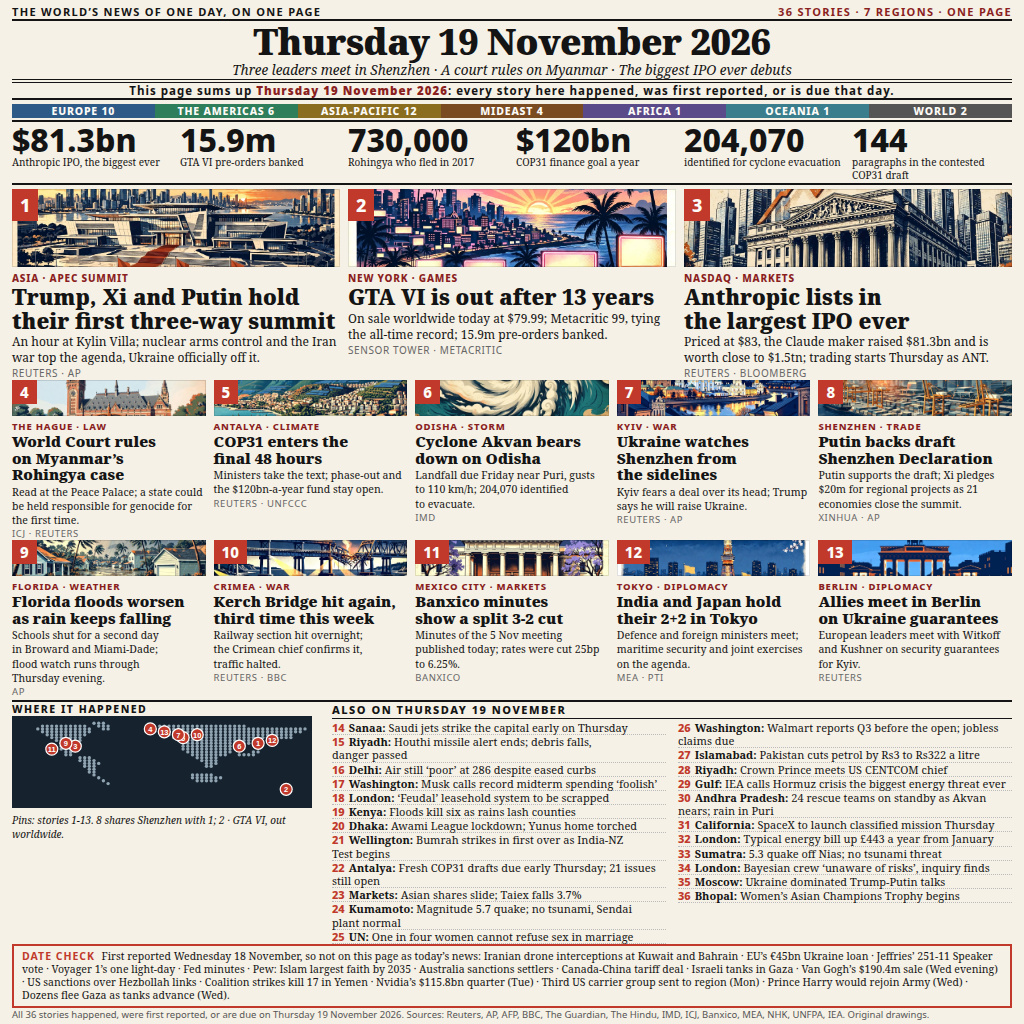 THE WORLD'S NEWS OF ONE DAY, ON ONE PAGE
36 STORIES · 7 REGIONS · ONE PAGE
Thursday 19 November 2026
Three leaders meet in Shenzhen · A court rules on Myanmar · The biggest IPO ever debuts
This page sums up Thursday 19 November 2026: every story here happened, was first reported, or is due that day.
EUROPE 10
THE AMERICAS 6
ASIA-PACIFIC 12
MIDEAST 4
AFRICA 1
OCEANIA 1
WORLD 2
$81.3bn
Anthropic IPO, the biggest ever
15.9m
GTA VI pre-orders banked
730,000
Rohingya who fled in 2017
$120bn
COP31 finance goal a year
204,070
identified for cyclone evacuation
144
paragraphs in the contested
COP31 draft
1
ASIA · APEC SUMMIT
Trump, Xi and Putin hold
their first three-way summit
An hour at Kylin Villa; nuclear arms control and the Iran
war top the agenda, Ukraine officially off it.
REUTERS · AP
2
NEW YORK · GAMES
GTA VI is out after 13 years
On sale worldwide today at $79.99; Metacritic 99, tying
the all-time record; 15.9m pre-orders banked.
SENSOR TOWER · METACRITIC
3
NASDAQ · MARKETS
Anthropic lists in
the largest IPO ever
Priced at $83, the Claude maker raised $81.3bn and is
worth close to $1.5tn; trading starts Thursday as ANT.
REUTERS · BLOOMBERG
4
THE HAGUE · LAW
World Court rules
on Myanmar's
Rohingya case
Read at the Peace Palace; a state could
be held responsible for genocide for
the first time.
ICJ · REUTERS
5
ANTALYA · CLIMATE
COP31 enters the
final 48 hours
Ministers take the text; phase-out and
the $120bn-a-year fund stay open.
REUTERS · UNFCCC
6
ODISHA · STORM
Cyclone Akvan bears
down on Odisha
Landfall due Friday near Puri, gusts
to 110 km/h; 204,070 identified
to evacuate.
IMD
7
KYIV · WAR
Ukraine watches
Shenzhen from
the sidelines
Kyiv fears a deal over its head; Trump
says he will raise Ukraine.
REUTERS · AP
8
SHENZHEN · TRADE
Putin backs draft
Shenzhen Declaration
Putin supports the draft; Xi pledges
$20m for regional projects as 21
economies close the summit.
XINHUA · AP
9
FLORIDA · WEATHER
Florida floods worsen
as rain keeps falling
Schools shut for a second day
in Broward and Miami-Dade;
flood watch runs through
Thursday evening.
AP
10
CRIMEA · WAR
Kerch Bridge hit again,
third time this week
Railway section hit overnight;
the Crimean chief confirms it,
traffic halted.
REUTERS · BBC
11
MEXICO CITY · MARKETS
Banxico minutes
show a split 3-2 cut
Minutes of the 5 Nov meeting
published today; rates were cut 25bp
to 6.25%.
BANXICO
12
TOKYO · DIPLOMACY
India and Japan hold
their 2+2 in Tokyo
Defence and foreign ministers meet;
maritime security and joint exercises
on the agenda.
MEA · PTI
13
BERLIN · DIPLOMACY
Allies meet in Berlin
on Ukraine guarantees
European leaders meet with Witkoff
and Kushner on security guarantees
for Kyiv.
REUTERS
WHERE IT HAPPENED
4
13
7
10
11
9
3
6
1
12
2
Pins: stories 1-13. 8 shares Shenzhen with 1; 2 · GTA VI, out
worldwide.
ALSO ON THURSDAY 19 NOVEMBER
14 Sanaa: Saudi jets strike the capital early on Thursday
15 Riyadh: Houthi missile alert ends; debris falls,
danger passed
16 Delhi: Air still 'poor' at 286 despite eased curbs
17 Washington: Musk calls record midterm spending 'foolish'
18 London: 'Feudal' leasehold system to be scrapped
19 Kenya: Floods kill six as rains lash counties
20 Dhaka: Awami League lockdown; Yunus home torched
21 Wellington: Bumrah strikes in first over as India-NZ
Test begins
22 Antalya: Fresh COP31 drafts due early Thursday; 21 issues
still open
23 Markets: Asian shares slide; Taiex falls 3.7%
24 Kumamoto: Magnitude 5.7 quake; no tsunami, Sendai
plant normal
25 UN: One in four women cannot refuse sex in marriage
26 Washington: Walmart reports Q3 before the open; jobless
claims due
27 Islamabad: Pakistan cuts petrol by Rs3 to Rs322 a litre
28 Riyadh: Crown Prince meets US CENTCOM chief
29 Gulf: IEA calls Hormuz crisis the biggest energy threat ever
30 Andhra Pradesh: 24 rescue teams on standby as Akvan
nears; rain in Puri
31 California: SpaceX to launch classified mission Thursday
32 London: Typical energy bill up £443 a year from January
33 Sumatra: 5.3 quake off Nias; no tsunami threat
34 London: Bayesian crew 'unaware of risks', inquiry finds
35 Moscow: Ukraine dominated Trump-Putin talks
36 Bhopal: Women's Asian Champions Trophy begins
DATE CHECK First reported Wednesday 18 November, so not on this page as today's news: Iranian drone interceptions at Kuwait and Bahrain · EU's €45bn Ukraine loan · Jeffries' 251-11 Speaker
vote · Voyager 1's one light-day · Fed minutes · Pew: Islam largest faith by 2035 · Australia sanctions settlers · Canada-China tariff deal · Israeli tanks in Gaza · Van Gogh's $190.4m sale (Wed evening)
· US sanctions over Hezbollah links · Coalition strikes kill 17 in Yemen · Nvidia's $115.8bn quarter (Tue) · Third US carrier group sent to region (Mon) · Prince Harry would rejoin Army (Wed) ·
Dozens flee Gaza as tanks advance (Wed).
All 36 stories happened, were first reported, or are due on Thursday 19 November 2026. Sources: Reuters, AP, AFP, BBC, The Guardian, The Hindu, IMD, ICJ, Banxico, MEA, NHK, UNFPA, IEA. Original drawings.